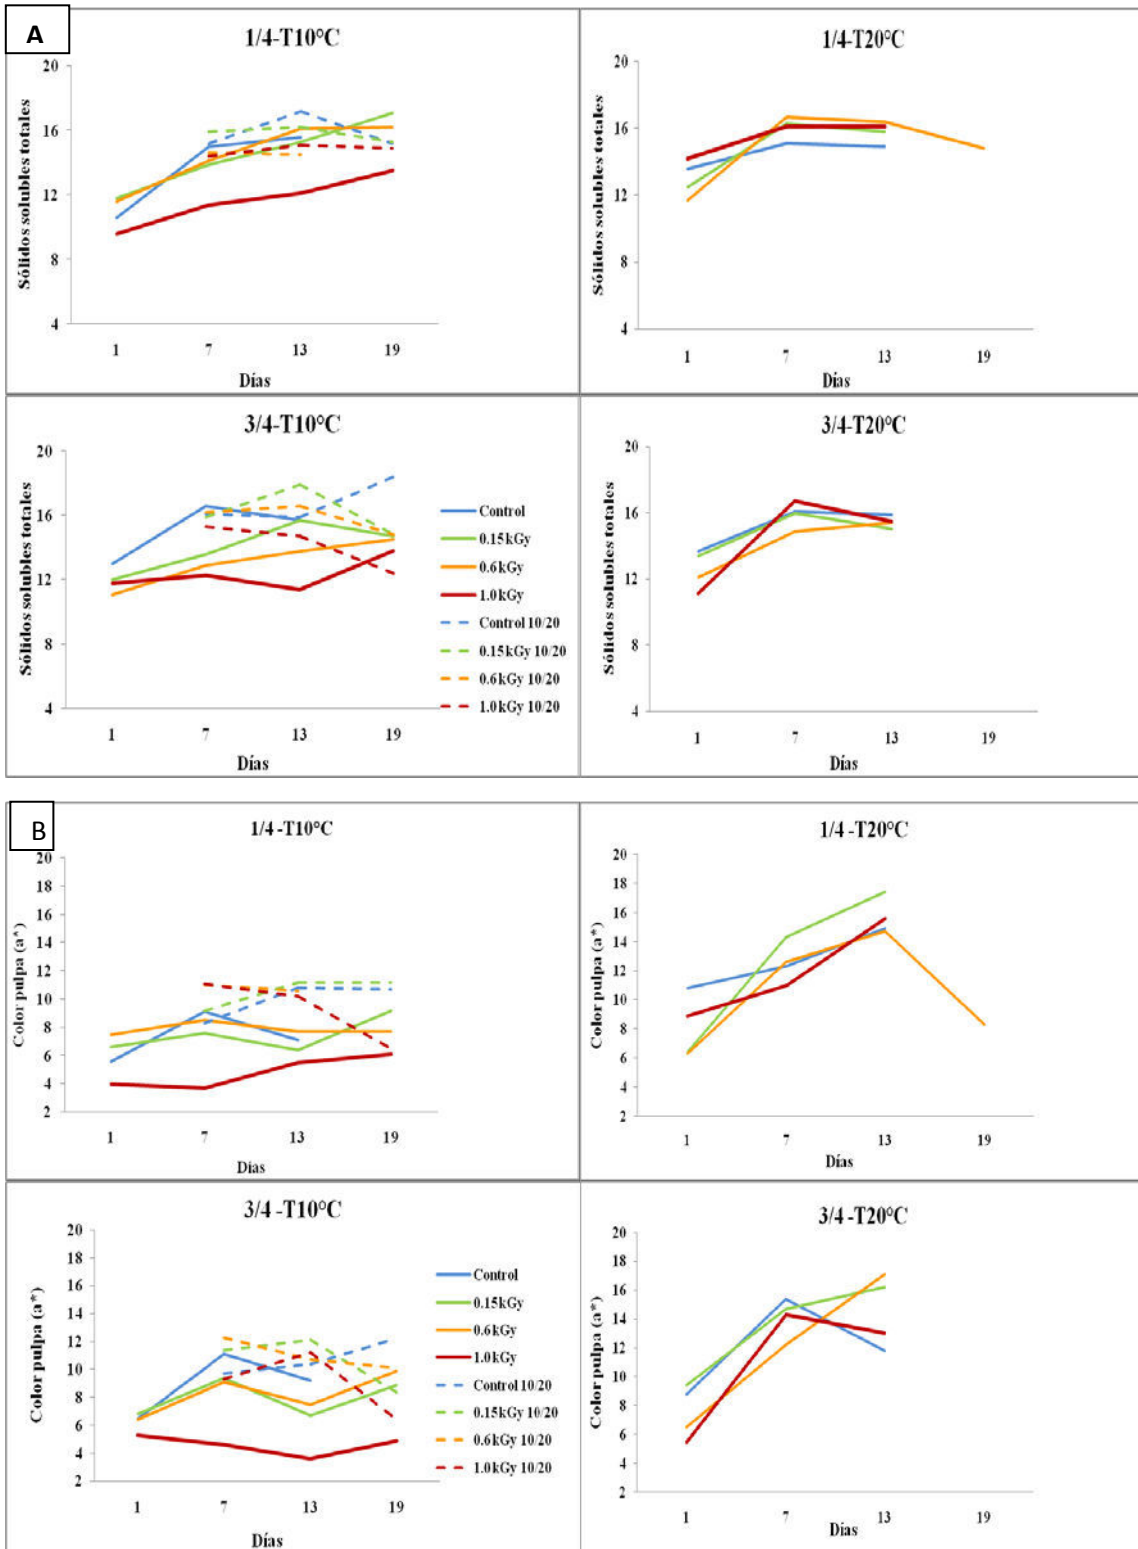 A
1/4-T10°C
Sólidos solubles totales
20
16
12
8
4
1 7 13 19
Días
1/4-T20°C
Sólidos solubles totales
20
16
12
8
4
1 7 13 19
Días
3/4-T10°C
Sólidos solubles totales
20
16
12
8
4
1 7 13 19
Días
Control
0.15kGy
0.6kGy
1.0kGy
Control 10/20
0.15kGy 10/20
0.6kGy 10/20
1.0kGy 10/20
3/4-T20°C
Sólidos solubles totales
20
16
12
8
4
1 7 13 19
Días
B
1/4 -T10°C
Color pulpa (a*)
20
18
16
14
12
10
8
6
4
2
1 7 13 19
Días
1/4 -T20°C
Color pulpa (a*)
20
18
16
14
12
10
8
6
4
2
1 7 13 19
Días
3/4 -T10°C
Color pulpa (a*)
20
18
16
14
12
10
8
6
4
2
1 7 13 19
Días
Control
0.15kGy
0.6kGy
1.0kGy
Control 10/20
0.15kGy 10/20
0.6kGy 10/20
1.0kGy 10/20
3/4 -T20°C
Color pulpa (a*)
20
18
16
14
12
10
8
6
4
2
1 7 13 19
Días